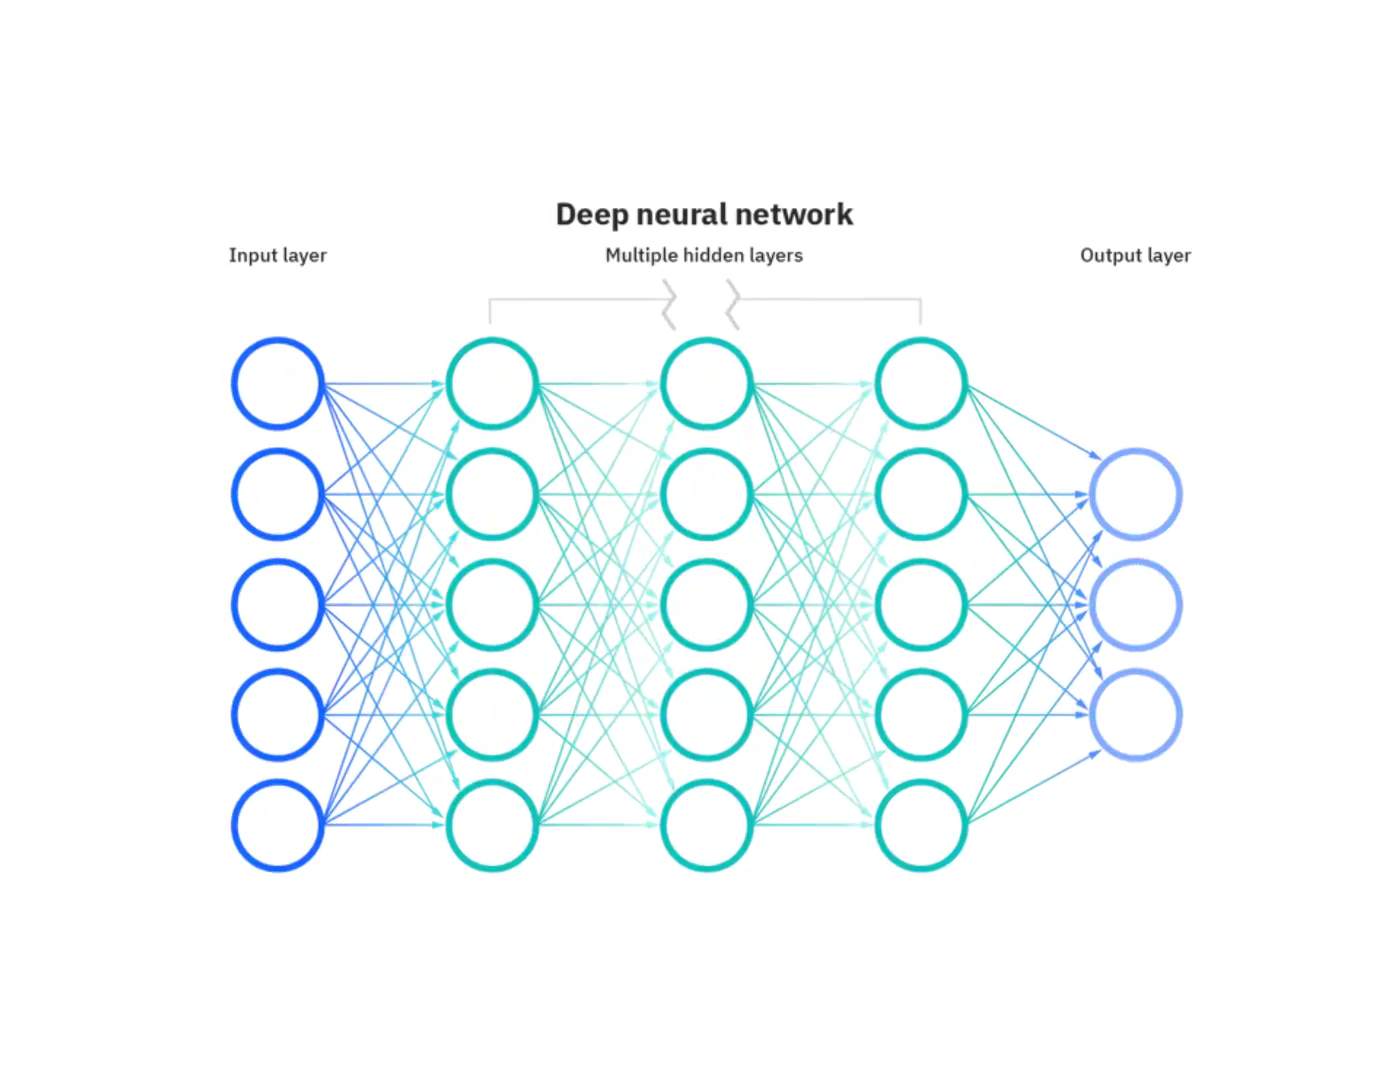 Deep neural network
Input layer
Multiple hidden layers
Output layer